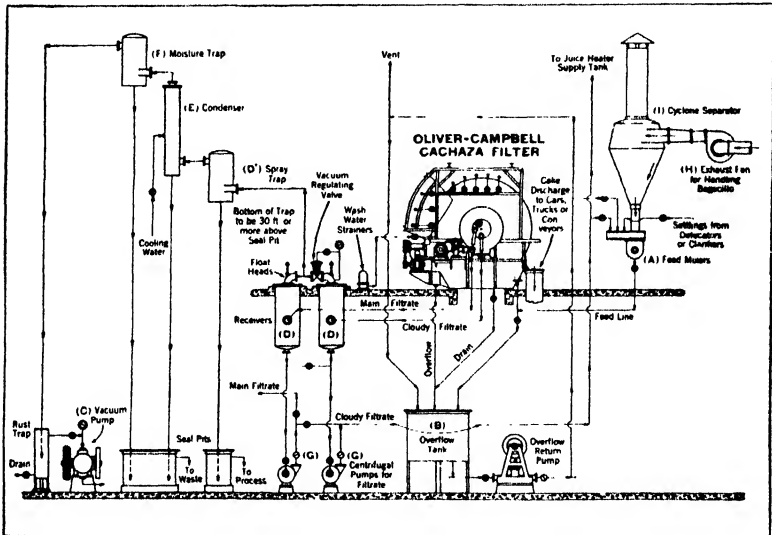 (F) Moisture Trap
(E) Condenser
(D') Spray
Trap
Bottom of Trap
to be 30 ft or
more above
Seal Pit
Cooling
Water
Vacuum
Regulating
Valve
Float
Heads
Wash
Water
Strainers
Vent
OLIVER-CAMPBELL
CACHAZA FILTER
To Juice Heater
Supply Tank
(I) Cyclone Separator
(H) Exhaust Fan
for Handling
Bagacillo
Cake
Discharge
to Cars,
Trucks or
Con
veyors
Settlings from
Defecators
or Clarifiers
(A) Feed Mixers
Main Filtrate
Receivers
(D)
(D)
Cloudy Filtrate
Feed Line
Overflow
Drain
Main Filtrate
Cloudy Filtrate
(B)
Overflow
Tank
Overflow
Return
Pump
(C) Vacuum
Pump
Rust
Trap
Drain
Seal Pits
To
Waste
To
Process
(G)
(G)
Centrifugal
Pumps for
Filtrate